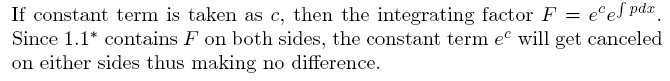 If constant term is taken as c, then the integrating factor F = e^c e^{∫ pdx}.
Since 1.1* contains F on both sides, the constant term e^c will get canceled
on either sides thus making no difference.